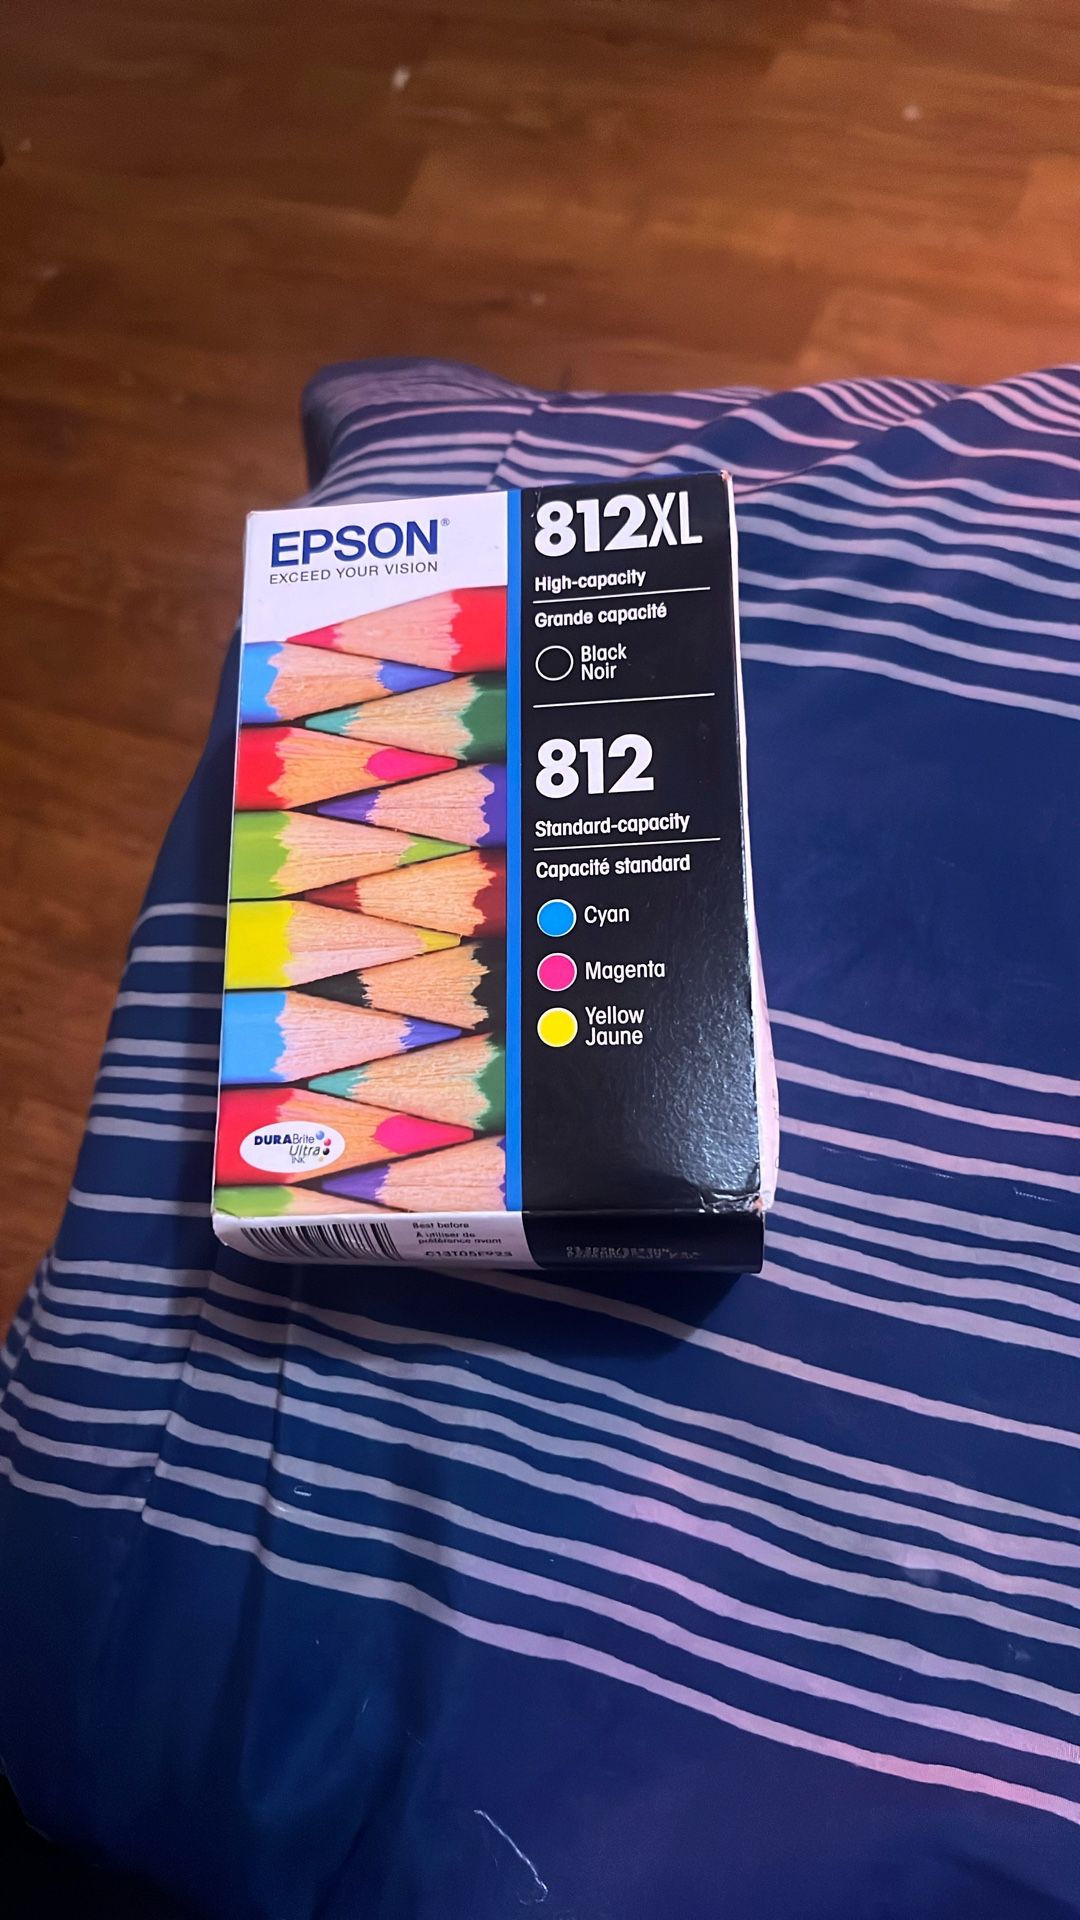 EPSON®
EXCEED YOUR VISION
812XL
High-capacity
Grande capacité
Black
Noir
812
Standard-capacity
Capacité standard
Cyan
Magenta
Yellow
Jaune
DURABrite
Ultra
INK
Best before
À utiliser de
préférence avant